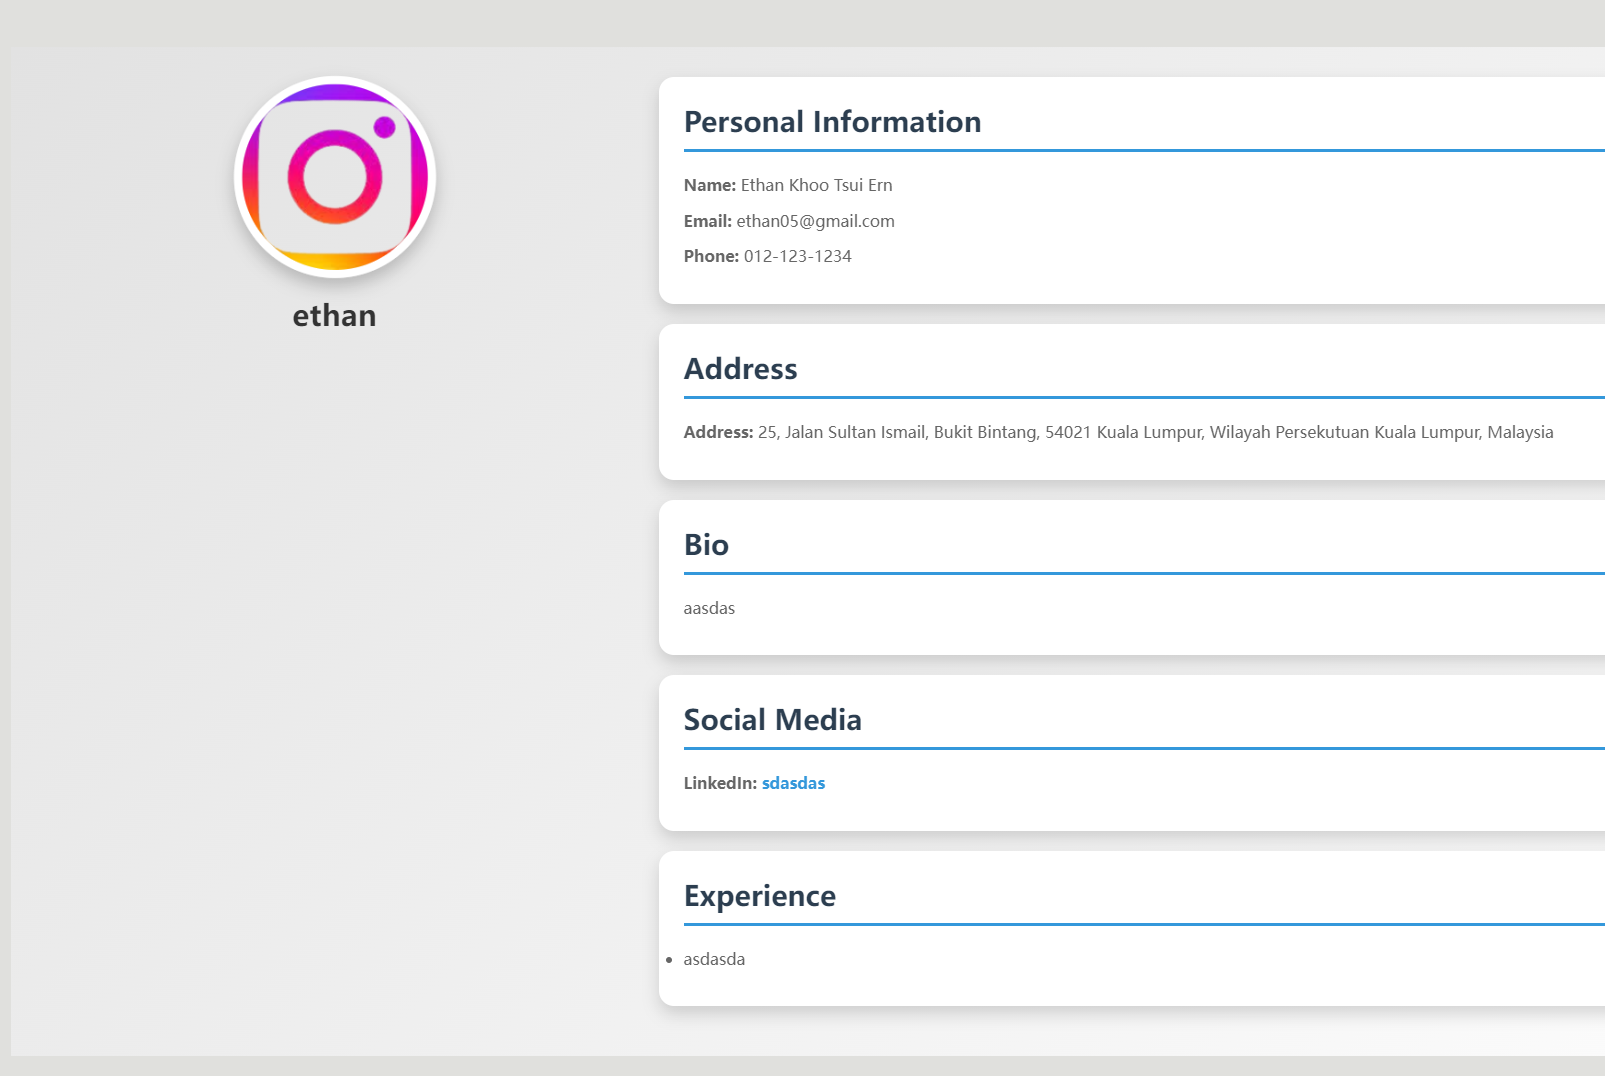 ethan
Personal Information
Name: Ethan Khoo Tsui Ern
Email: ethan05@gmail.com
Phone: 012-123-1234
Address
Address: 25, Jalan Sultan Ismail, Bukit Bintang, 54021 Kuala Lumpur, Wilayah Persekutuan Kuala Lumpur, Malaysia
Bio
aasdas
Social Media
LinkedIn: sdasdas
Experience
• asdasda